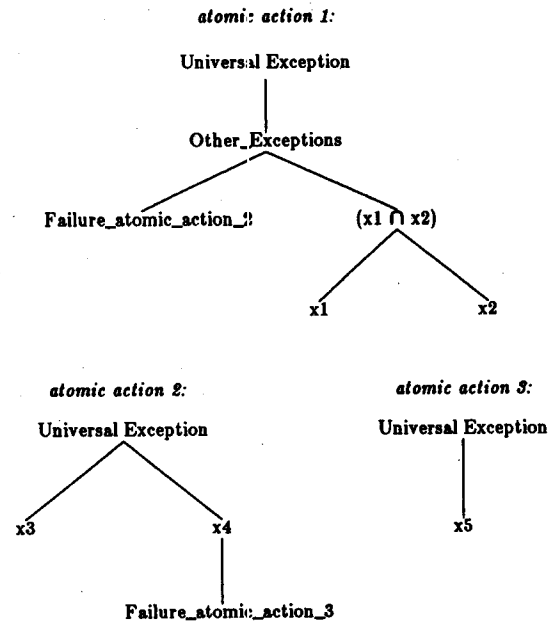 atomic action 1:
Universal Exception
Other_Exceptions
Failure_atomic_action_2 (x1 ∩ x2)
x1 x2
atomic action 2: atomic action 3:
Universal Exception Universal Exception
x3 x4 x5
Failure_atomic_action_3